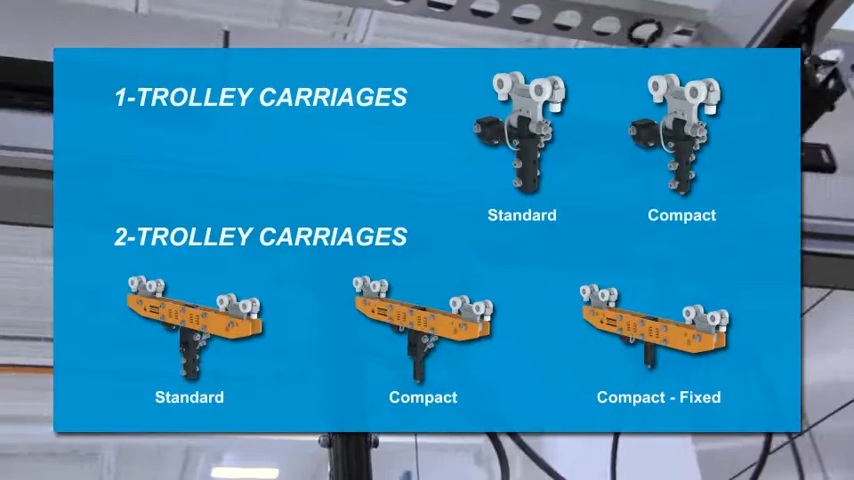 1-TROLLEY CARRIAGES
Standard
Compact
2-TROLLEY CARRIAGES
Standard
Compact
Compact - Fixed